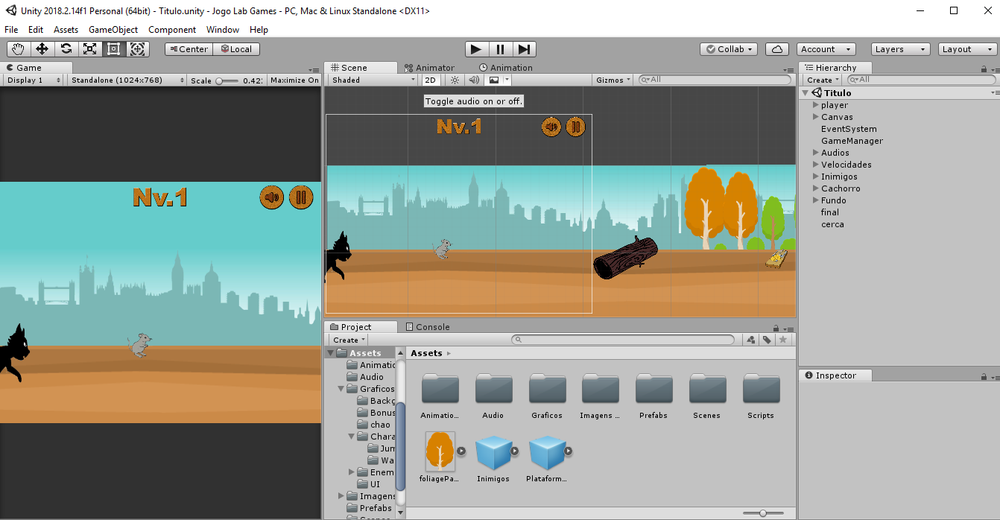 Unity 2018.2.14f1 Personal (64bit) - Titulo.unity - Jogo Lab Games - PC, Mac & Linux Standalone <DX11>
File Edit Assets GameObject Component Window Help
Center Local Collab Account Layers Layout
Game
Display 1 Standalone (1024x768) Scale 0.42: Maximize On
Nv.1
Scene Animator Animation
Shaded 2D Gizmos All
Toggle audio on or off.
Nv.1
Hierarchy
Create All
Titulo
player
Canvas
EventSystem
GameManager
Audios
Velocidades
Inimigos
Cachorro
Fundo
final
cerca
Project Console
Create
Assets
Animatic
Audio
Graficos
Backg
Bonus
chao
Chara
Jum
Wa
Enem
UI
Imagens
Prefabs
Assets
Animatio... Audio Graficos Imagens ... Prefabs Scenes Scripts
foliagePa... Inimigos Plataform...
Inspector